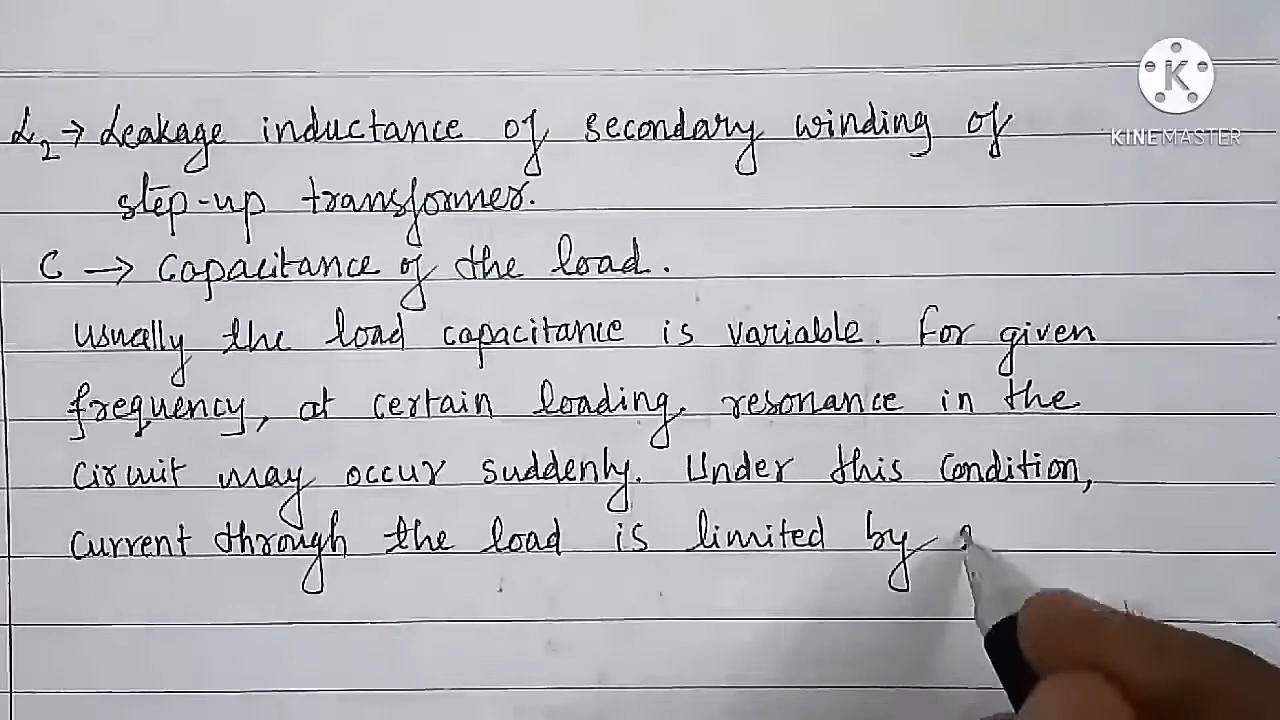 L2 → Leakage inductance of secondary winding of
step-up transformer.
C → Capacitance of the load.
Usually the load capacitance is variable. For given
frequency, at certain loading, resonance in the
circuit may occur suddenly. Under this condition,
current through the load is limited by
KINEMASTER